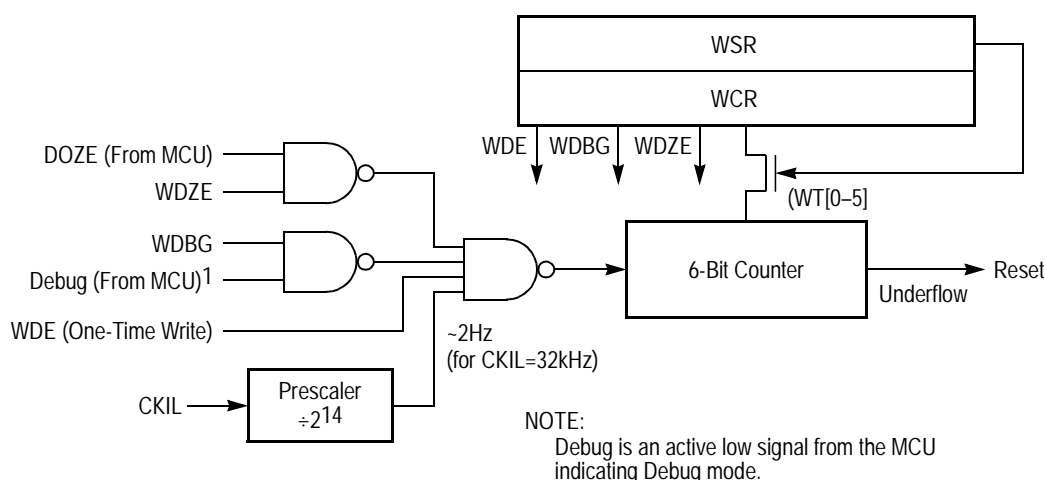 WSR
WCR
WDE WDBG WDZE
DOZE (From MCU)
WDZE
(WT[0–5]
WDBG
Debug (From MCU)1
6-Bit Counter
Reset
Underflow
WDE (One-Time Write)
~2Hz
(for CKIL=32kHz)
CKIL
Prescaler
÷214
NOTE:
Debug is an active low signal from the MCU
indicating Debug mode.